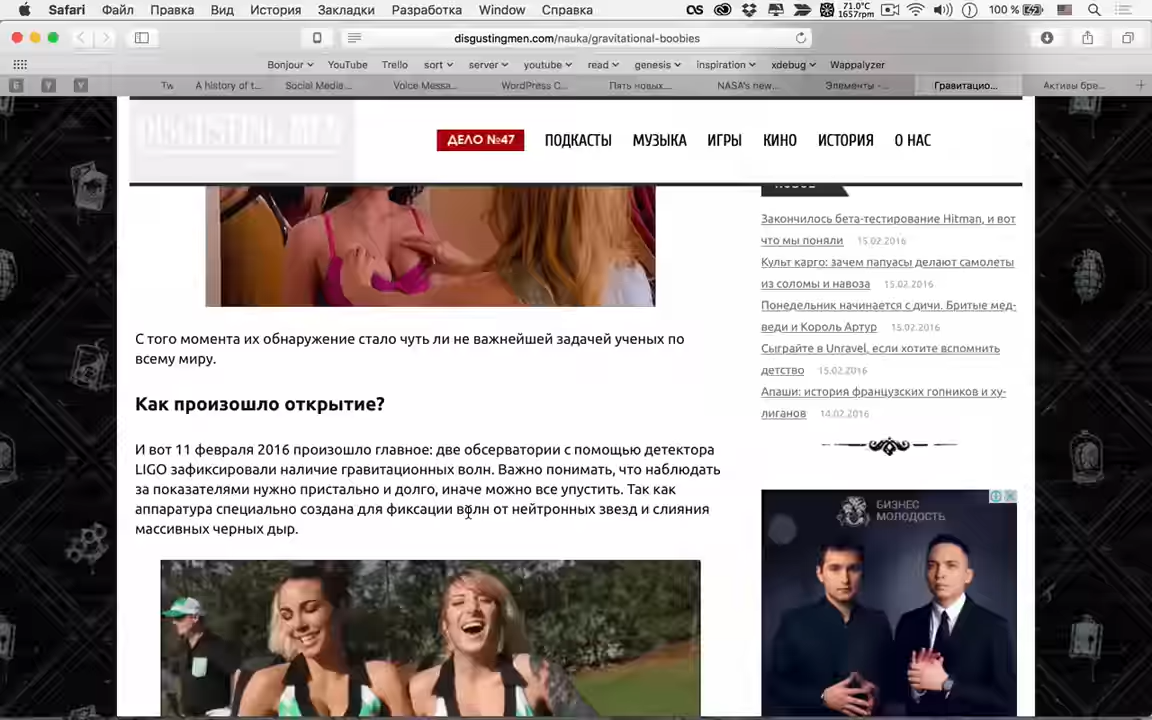 Safari Файл Правка Вид История Закладки Разработка Window Справка
71.0°C
1657rpm
100 %
disgustingmen.com/nauka/gravitational-boobies
Bonjour YouTube Trello sort server youtube read genesis inspiration xdebug Wappalyzer
Tw A history of t... Social Media... Voice Messa... WordPress C... Пять новых... NASA's new... Элементы -... Гравитацио... Активы бре...
DISGUSTING MEN
ДЕЛО №47 ПОДКАСТЫ МУЗЫКА ИГРЫ КИНО ИСТОРИЯ О НАС
С того момента их обнаружение стало чуть ли не важнейшей задачей ученых по
всему миру.
Как произошло открытие?
И вот 11 февраля 2016 произошло главное: две обсерватории с помощью детектора
LIGO зафиксировали наличие гравитационных волн. Важно понимать, что наблюдать
за показателями нужно пристально и долго, иначе можно все упустить. Так как
аппаратура специально создана для фиксации волн от нейтронных звезд и слияния
массивных черных дыр.
Закончилось бета-тестирование Hitman, и вот
что мы поняли 15.02.2016
Культ карго: зачем папуасы делают самолеты
из соломы и навоза 15.02.2016
Понедельник начинается с дичи. Бритые мед-
веди и Король Артур 15.02.2016
Сыграйте в Unravel, если хотите вспомнить
детство 15.02.2016
Апаши: история французских гопников и ху-
лиганов 14.02.2016
БИЗНЕС
МОЛОДОСТЬ